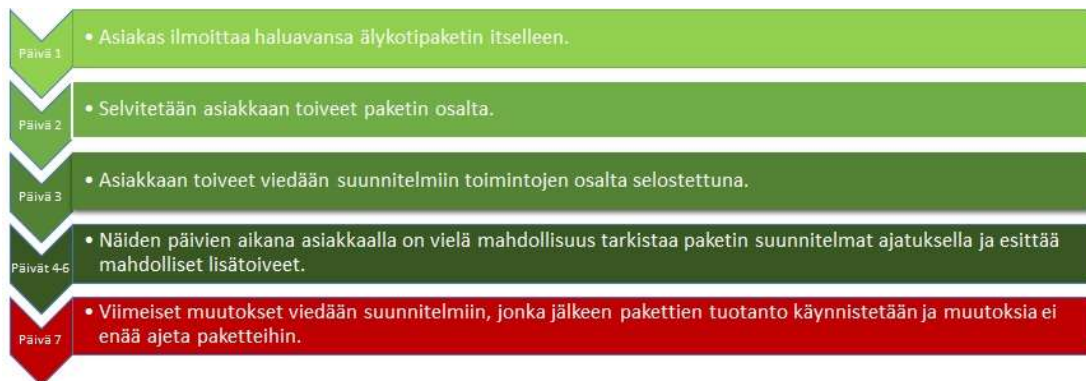 Päivä 1
• Asiakas ilmoittaa haluavansa älykotipaketin itselleen.
Päivä 2
• Selvitetään asiakkaan toiveet paketin osalta.
Päivä 3
• Asiakkaan toiveet viedään suunnitelmiin toimintojen osalta selostettuna.
Päivät 4-6
• Näiden päivien aikana asiakkaalla on vielä mahdollisuus tarkistaa paketin suunnitelmat ajatuksella ja esittää
mahdolliset lisätoiveet.
Päivä 7
• Viimeiset muutokset viedään suunnitelmiin, jonka jälkeen pakettien tuotanto käynnistetään ja muutoksia ei
enää ajeta paketteihin.